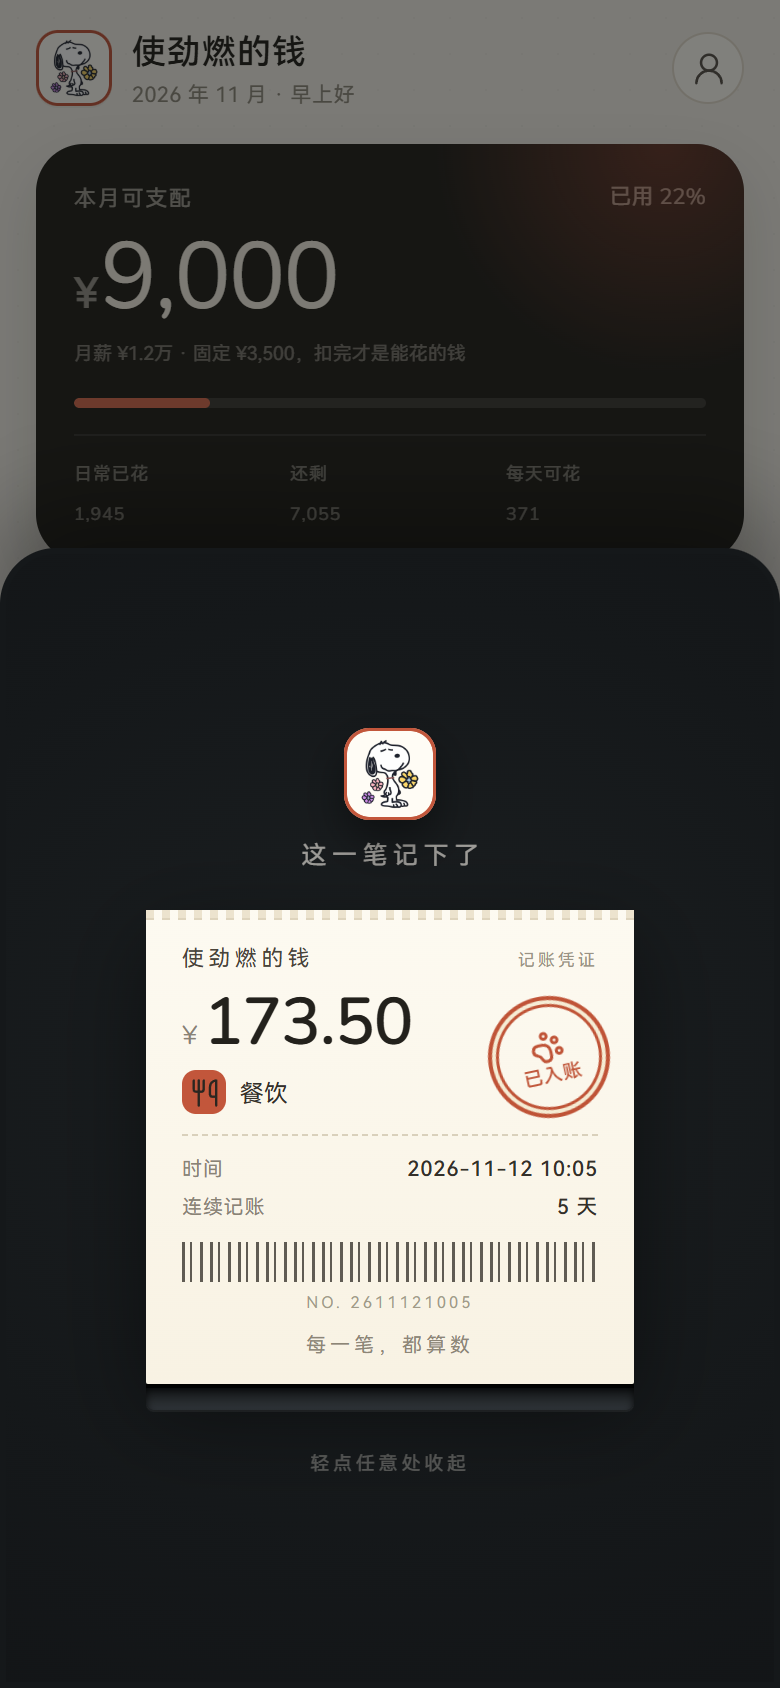 使劲燃的钱
2026 年 11 月 · 早上好
本月可支配
已用 22%
¥9,000
月薪 ¥1.2万 · 固定 ¥3,500，扣完才是能花的钱
日常已花 还剩 每天可花
1,945 7,055 371
这一笔记下了
使劲燃的钱 记账凭证
¥ 173.50
已入账
餐饮
时间 2026-11-12 10:05
连续记账 5 天
NO. 2611121005
每一笔，都算数
轻点任意处收起